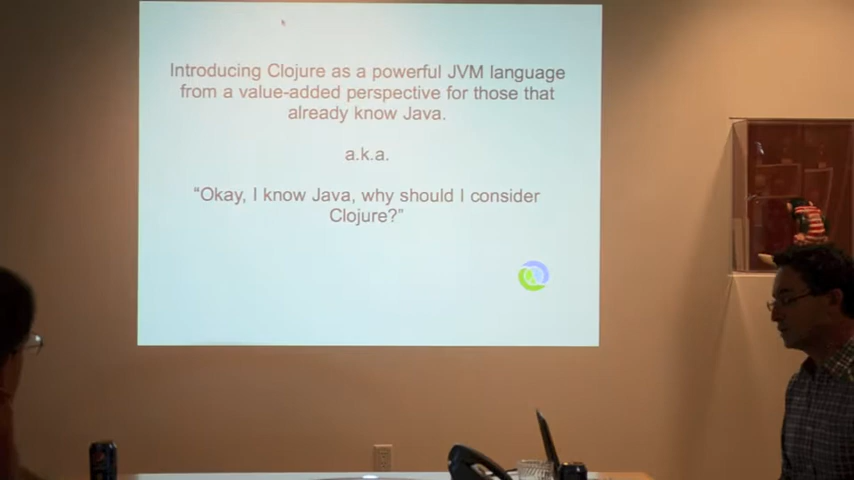 Introducing Clojure as a powerful JVM language
from a value-added perspective for those that
already know Java.
a.k.a.
“Okay, I know Java, why should I consider
Clojure?”